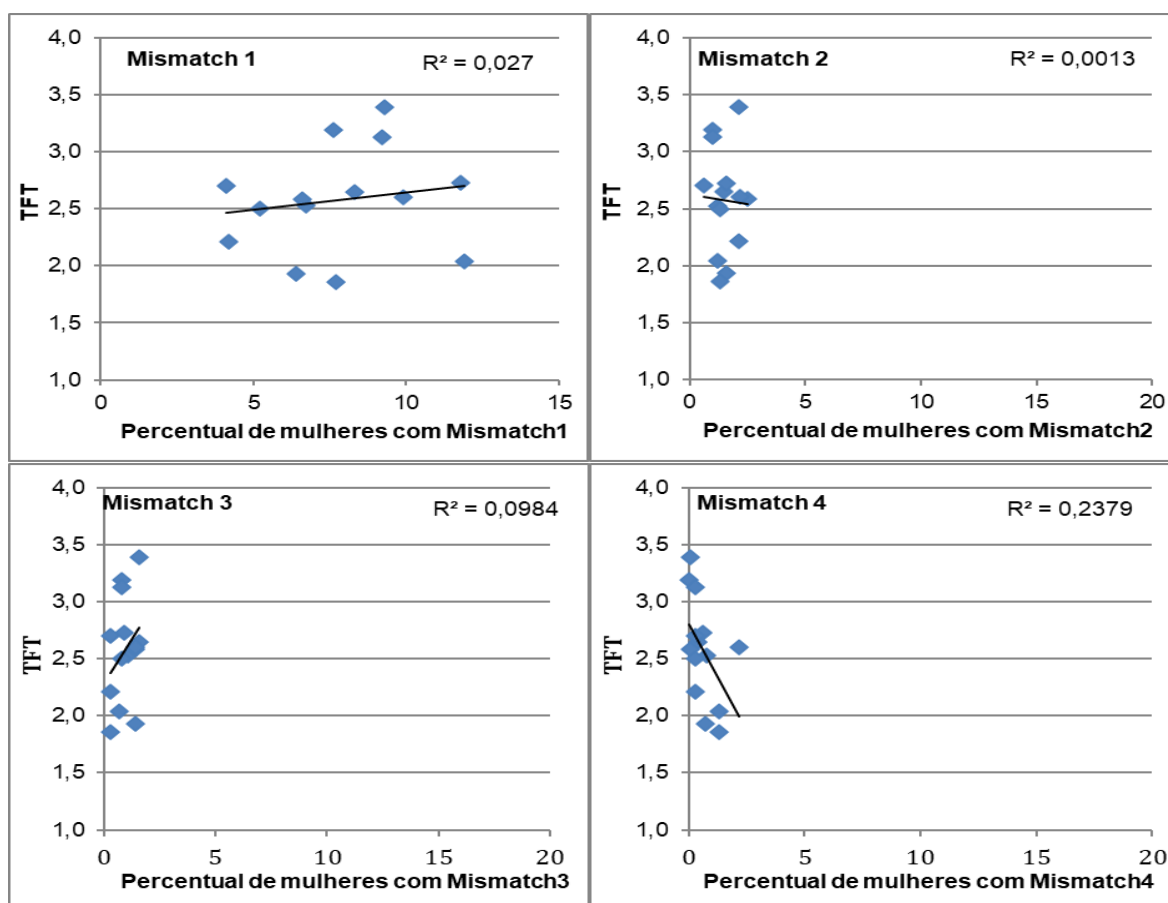 Mismatch 1
R² = 0,027
TFT
4,0
3,5
3,0
2,5
2,0
1,5
1,0
0 5 10 15
Percentual de mulheres com Mismatch1
Mismatch 2
R² = 0,0013
TFT
4,0
3,5
3,0
2,5
2,0
1,5
1,0
0 5 10 15 20
Percentual de mulheres com Mismatch2
Mismatch 3
R² = 0,0984
TFT
4,0
3,5
3,0
2,5
2,0
1,5
1,0
0 5 10 15 20
Percentual de mulheres com Mismatch3
Mismatch 4
R² = 0,2379
TFT
4,0
3,5
3,0
2,5
2,0
1,5
1,0
0 5 10 15 20
Percentual de mulheres com Mismatch4